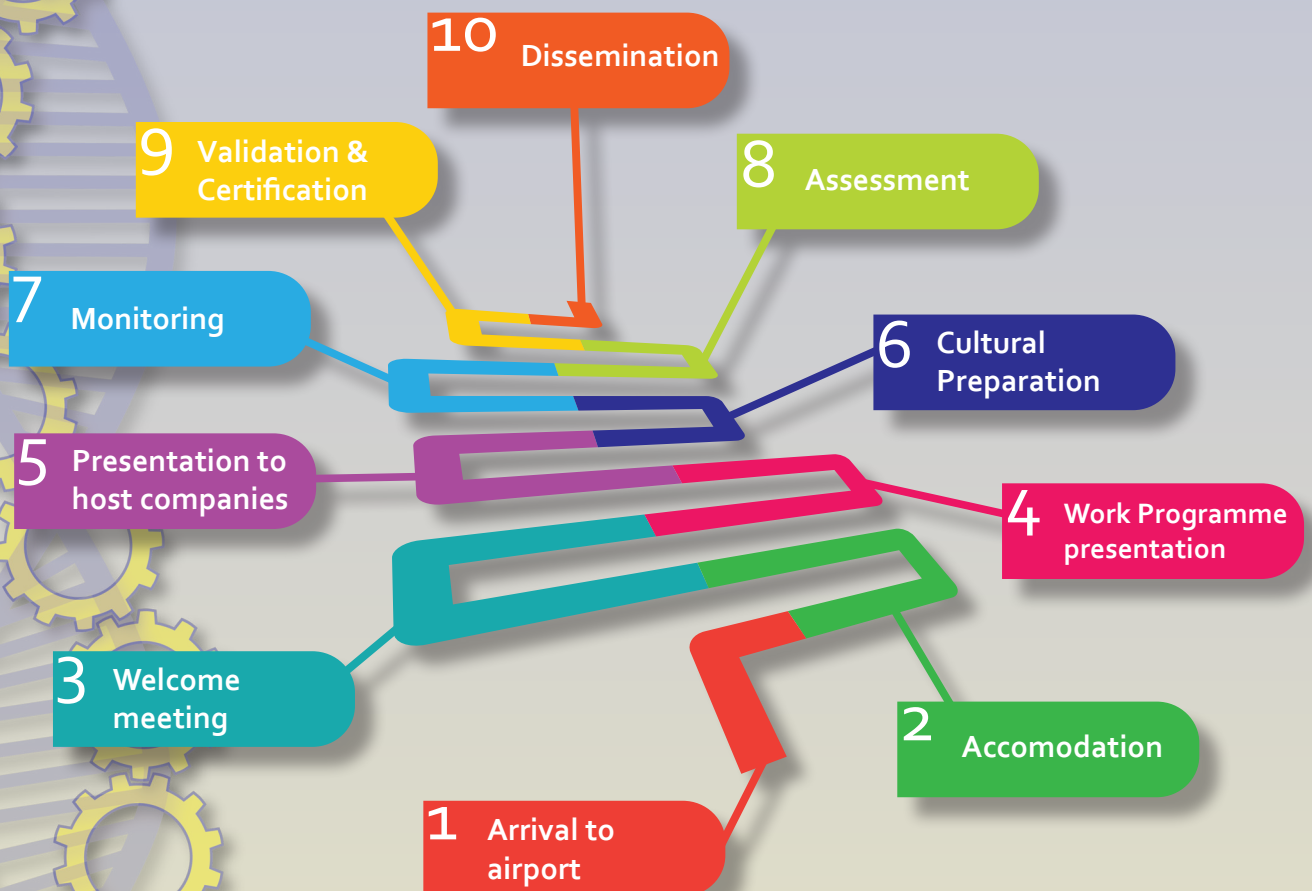 10 Dissemination
9 Validation &
Certification
8 Assessment
7 Monitoring
6 Cultural
Preparation
5 Presentation to
host companies
4 Work Programme
presentation
3 Welcome
meeting
2 Accomodation
1 Arrival to
airport